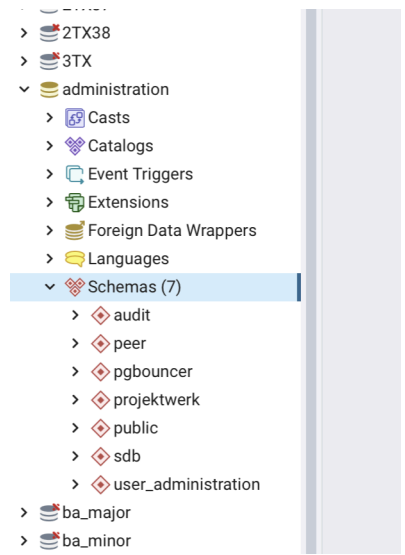 2TX38
3TX
administration
Casts
Catalogs
Event Triggers
Extensions
Foreign Data Wrappers
Languages
Schemas (7)
audit
peer
pgbouncer
projektwerk
public
sdb
user_administration
ba_major
ba_minor